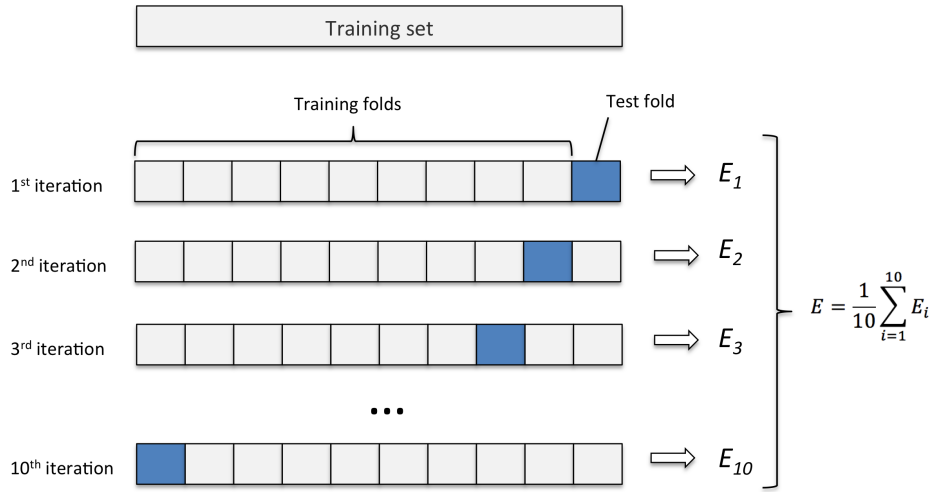 Training set
Training folds
Test fold
1st iteration
E1
2nd iteration
E2
3rd iteration
E3
E = 1/10 10∑i=1 Ei
...
10th iteration
E10